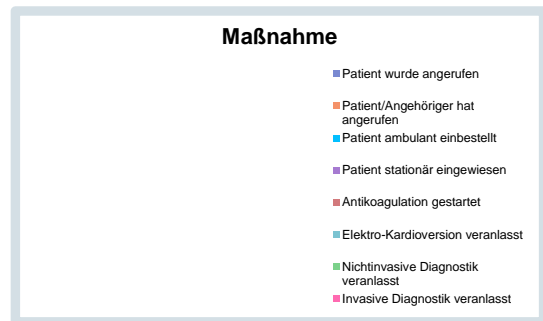 Maßnahme
Patient wurde angerufen
Patient/Angehöriger hat
angerufen
Patient ambulant einbestellt
Patient stationär eingewiesen
Antikoagulation gestartet
Elektro-Kardioversion veranlasst
Nichtinvasive Diagnostik
veranlasst
Invasive Diagnostik veranlasst